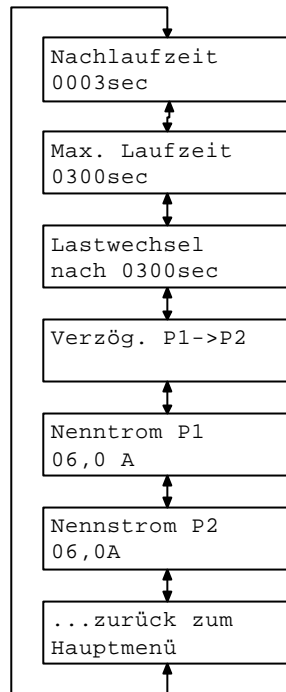 Nachlaufzeit
0003sec
Max. Laufzeit
0300sec
Lastwechsel
nach 0300sec
Verzög. P1->P2
Nenntrom P1
06,0 A
Nennstrom P2
06,0A
...zurück zum
Hauptmenü